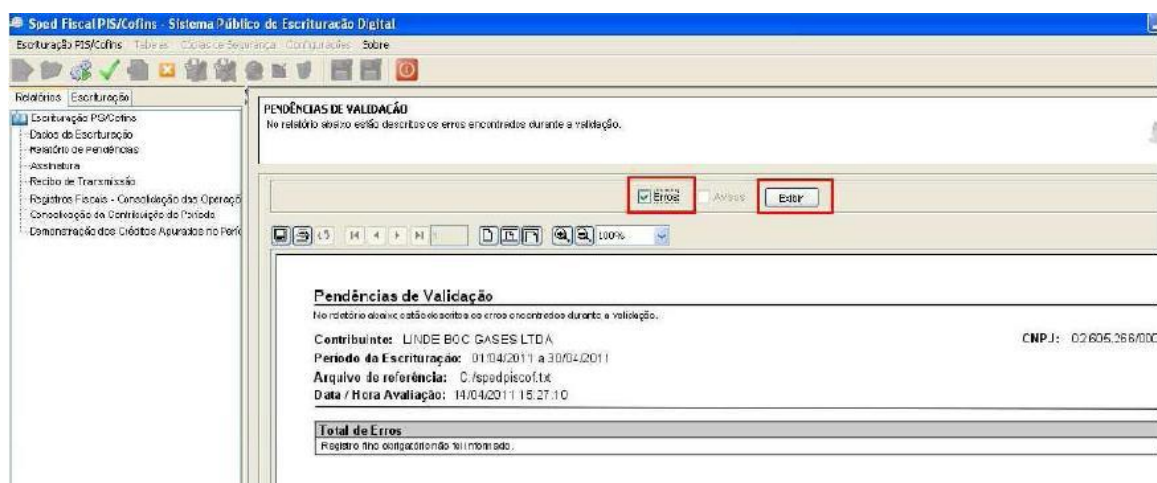 Sped Fiscal PIS/Cofins - Sistema Público de Escrituração Digital
Escrituração PIS/Cofins Tabelas Cópias de Segurança Configurações Sobre
Relatórios Escrituração
Escrituração PIS/Cofins
Dados da Escrituração
Relatório de Pendências
Assinatura
Recibo de Transmissão
Registros Fiscais - Consolidação das Operaçõ
Consolidação da Contribuição do Período
Demonstração dos Créditos Apurados no Perío
PENDÊNCIAS DE VALIDAÇÃO
No relatório abaixo estão descritos os erros encontrados durante a validação.
Erros Avisos Exibir
100%
Pendências de Validação
No relatório abaixo estão descritos os erros encontrados durante a validação.
Contribuinte: LINDE BOC GASES LTDA CNPJ: 02.605.266/000
Período da Escrituração: 01/04/2011 a 30/04/2011
Arquivo de referência: C:/spedpiscof.txt
Data / Hora Avaliação: 14/04/2011 15:27:10
Total de Erros
Registro filho obrigatório não foi informado.